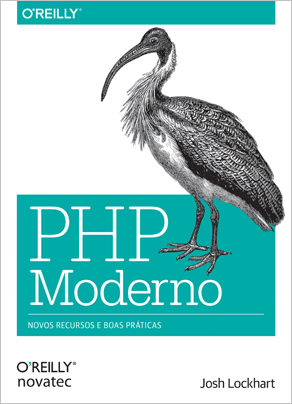 O'REILLY®
PHP
Moderno
NOVOS RECURSOS E BOAS PRÁTICAS
O'REILLY®
novatec
Josh Lockhart